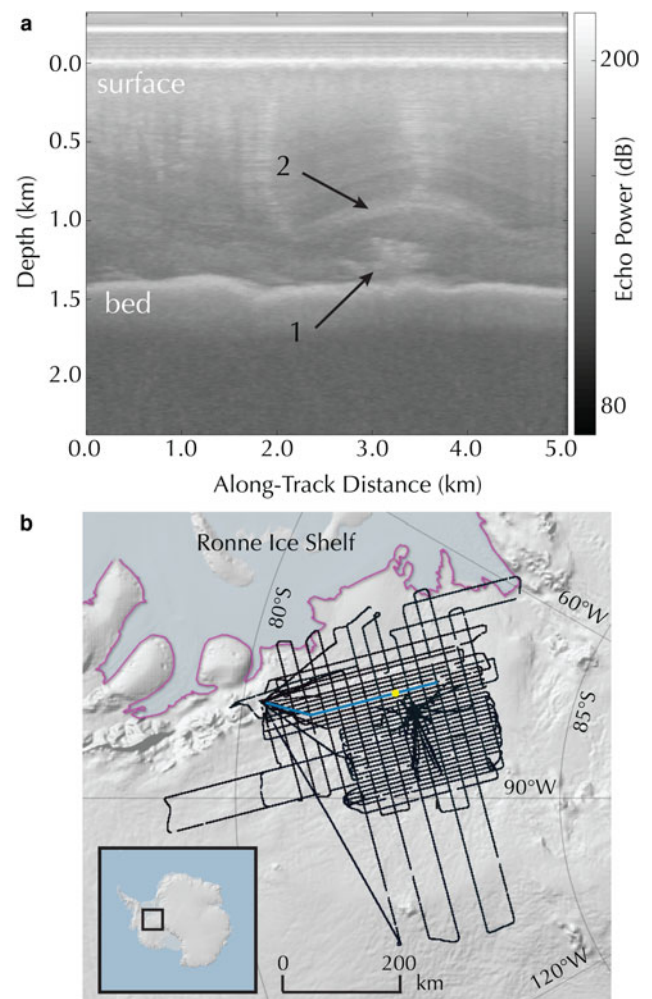 a
0.0
surface
0.5
2
1.0
1.5
bed
1
2.0
0.0 1.0 2.0 3.0 4.0 5.0
Depth (km)
Along-Track Distance (km)
200
Echo Power (dB)
80
b
Ronne Ice Shelf
80°S
60°W
85°S
90°W
120°W
0 200
km